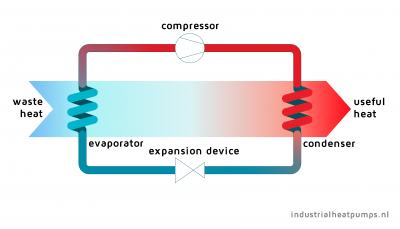 compressor
waste
heat
useful
heat
evaporator
expansion device
condenser
industrialheatpumps.nl